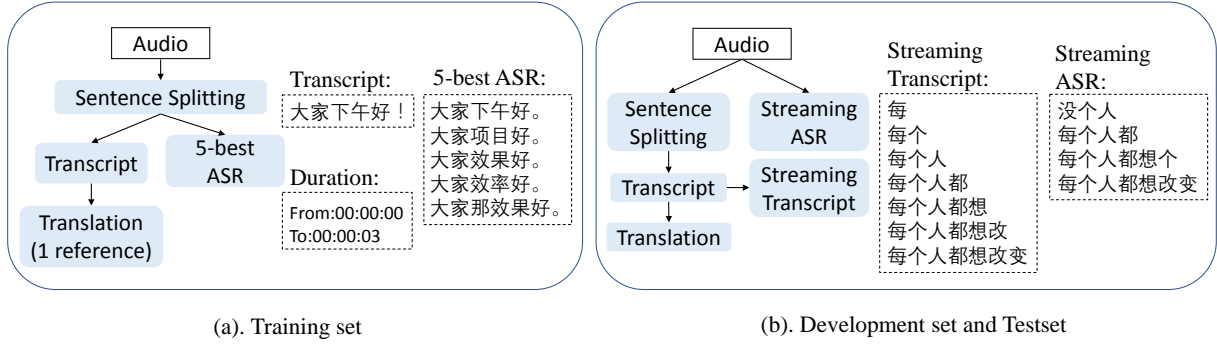 Audio
Sentence Splitting
Transcript
5-best
ASR
Translation
(1 reference)
Transcript:
大家下午好！
Duration:
From:00:00:00
To:00:00:03
5-best ASR:
大家下午好。
大家项目好。
大家效果好。
大家效率好。
大家那效果好。
(a). Training set
Audio
Sentence
Splitting
Streaming
ASR
Transcript
Streaming
Transcript
Translation
Streaming
Transcript:
每
每个
每个人
每个人都
每个人都想
每个人都想改
每个人都想改变
Streaming
ASR:
没个人
每个人都
每个人都想个
每个人都想改变
(b). Development set and Testset